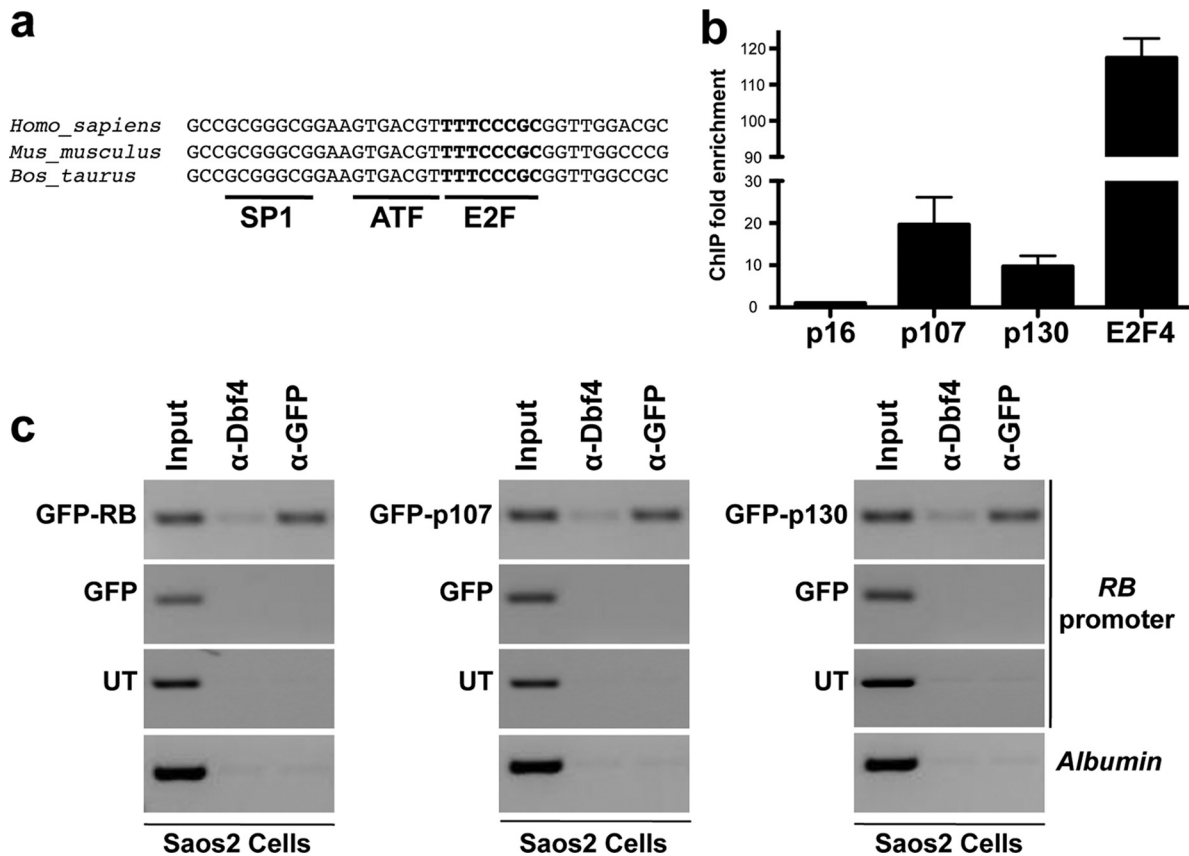 a
Homo_sapiens GCCGCGGGCGGAAGTGACGTTTTCCCGCGGTTGGACGC
Mus_musculus GCCGCGGGCGGAAGTGACGTTTTCCCGCGGTTGGCCCG
Bos_taurus GCCGCGGGCGGAAGTGACGTTTTCCCGCGGTTGGCCGC
SP1 ATF E2F
b
ChIP fold enrichment
120
110
100
90
30
20
10
0
p16 p107 p130 E2F4
c
Input α-Dbf4 α-GFP
GFP-RB
GFP
UT
Saos2 Cells
Input α-Dbf4 α-GFP
GFP-p107
GFP
UT
Saos2 Cells
Input α-Dbf4 α-GFP
GFP-p130
GFP
UT
RB
promoter
Albumin
Saos2 Cells